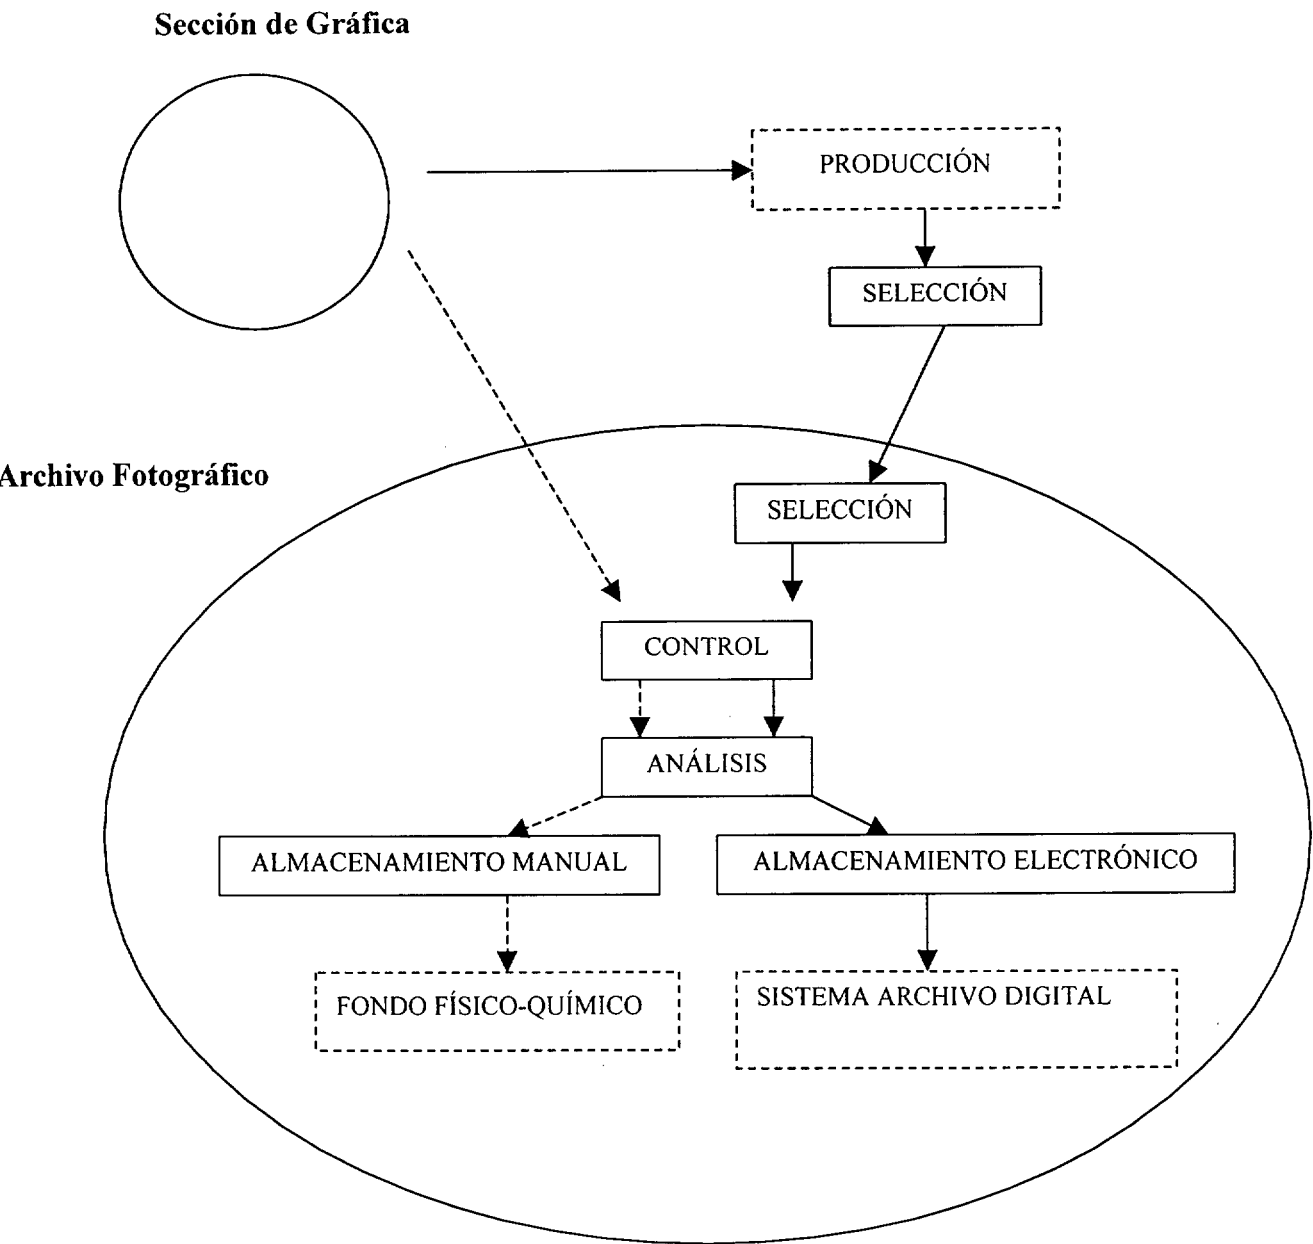 Sección de Gráfica
PRODUCCIÓN
SELECCIÓN
Archivo Fotográfico
SELECCIÓN
CONTROL
ANÁLISIS
ALMACENAMIENTO MANUAL
ALMACENAMIENTO ELECTRÓNICO
FONDO FÍSICO-QUÍMICO
SISTEMA ARCHIVO DIGITAL